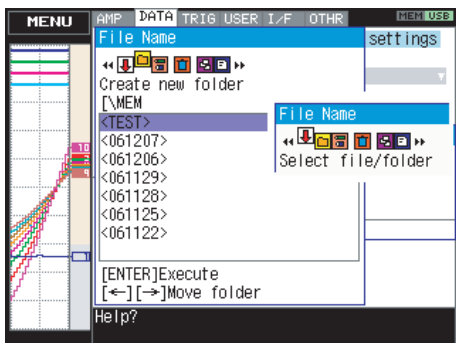 MENU
AMP DATA TRIG USER I/F OTHR MEM USB
File Name
settings
Create new folder
[\MEM
<TEST>
<061207>
<061206>
<061129>
<061128>
<061125>
<061122>
[ENTER]Execute
[←][→]Move folder
Help?
File Name
Select file/folder
10